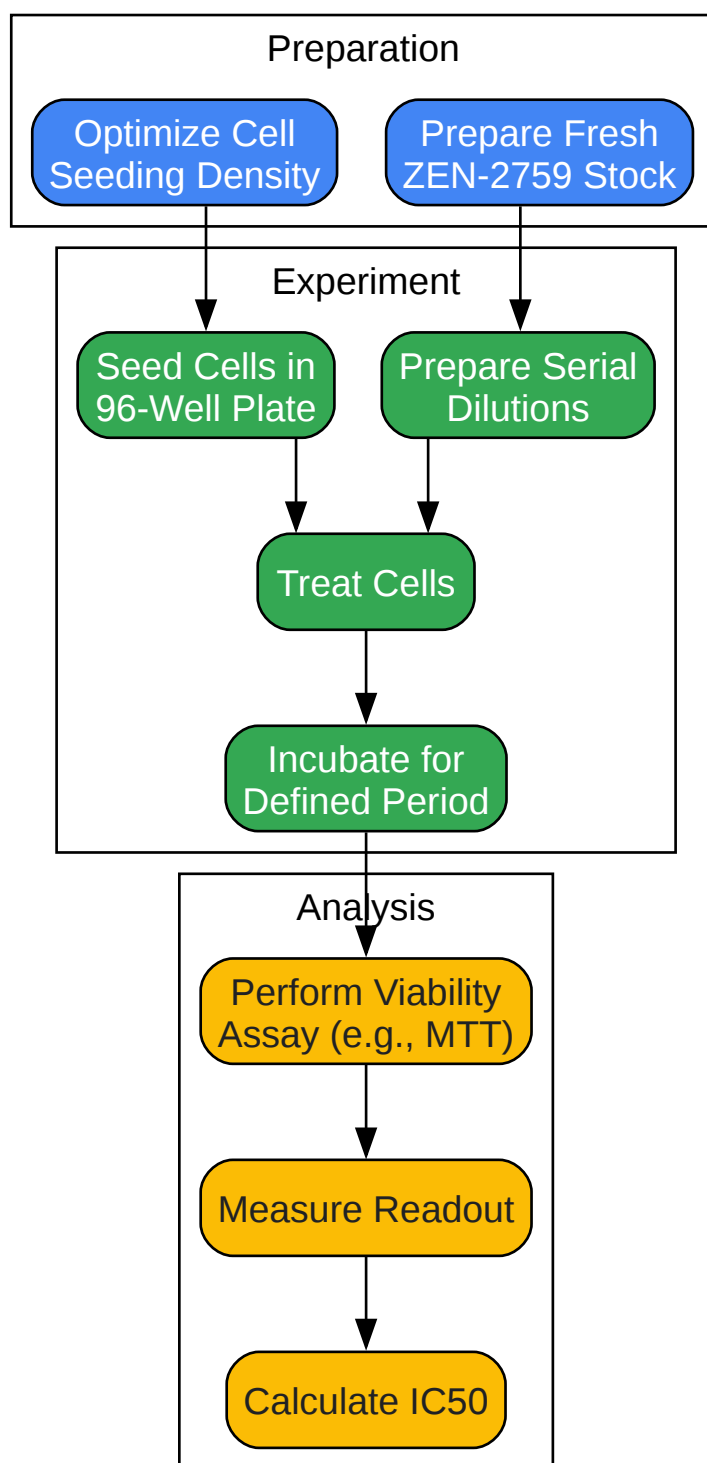 Preparation
Optimize Cell
Seeding Density
Prepare Fresh
ZEN-2759 Stock
Experiment
Seed Cells in
96-Well Plate
Prepare Serial
Dilutions
Treat Cells
Incubate for
Defined Period
Analysis
Perform Viability
Assay (e.g., MTT)
Measure Readout
Calculate IC50